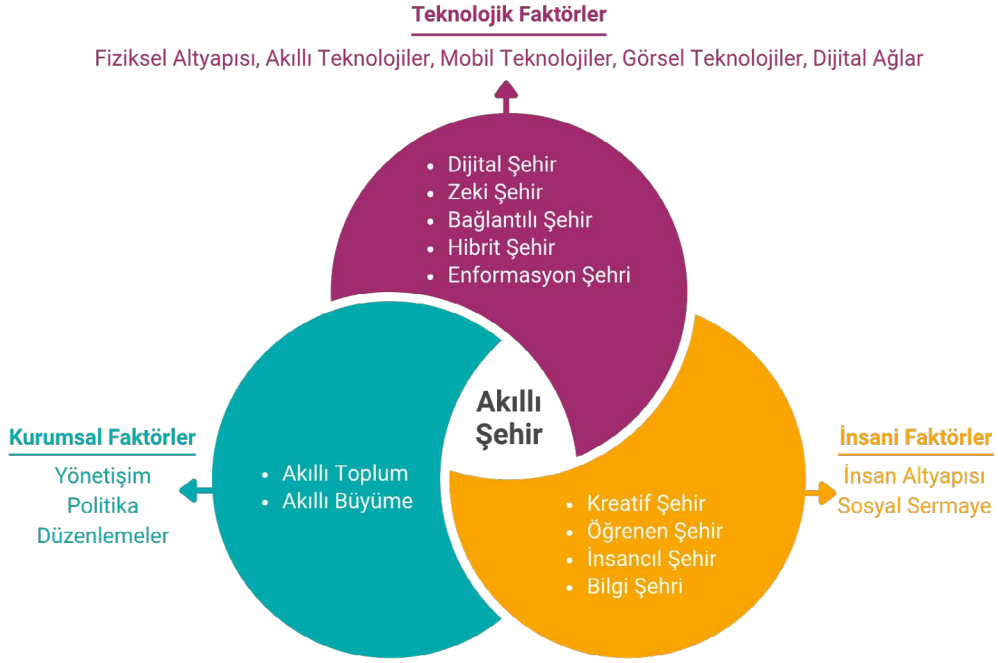 Teknolojik Faktörler
Fiziksel Altyapısı, Akıllı Teknolojiler, Mobil Teknolojiler, Görsel Teknolojiler, Dijital Ağlar
• Dijital Şehir
• Zeki Şehir
• Bağlantılı Şehir
• Hibrit Şehir
• Enformasyon Şehri
Akıllı
Şehir
Kurumsal Faktörler
Yönetişim
Politika
Düzenlemeler
• Akıllı Toplum
• Akıllı Büyüme
İnsani Faktörler
İnsan Altyapısı
Sosyal Sermaye
• Kreatif Şehir
• Öğrenen Şehir
• İnsancıl Şehir
• Bilgi Şehri